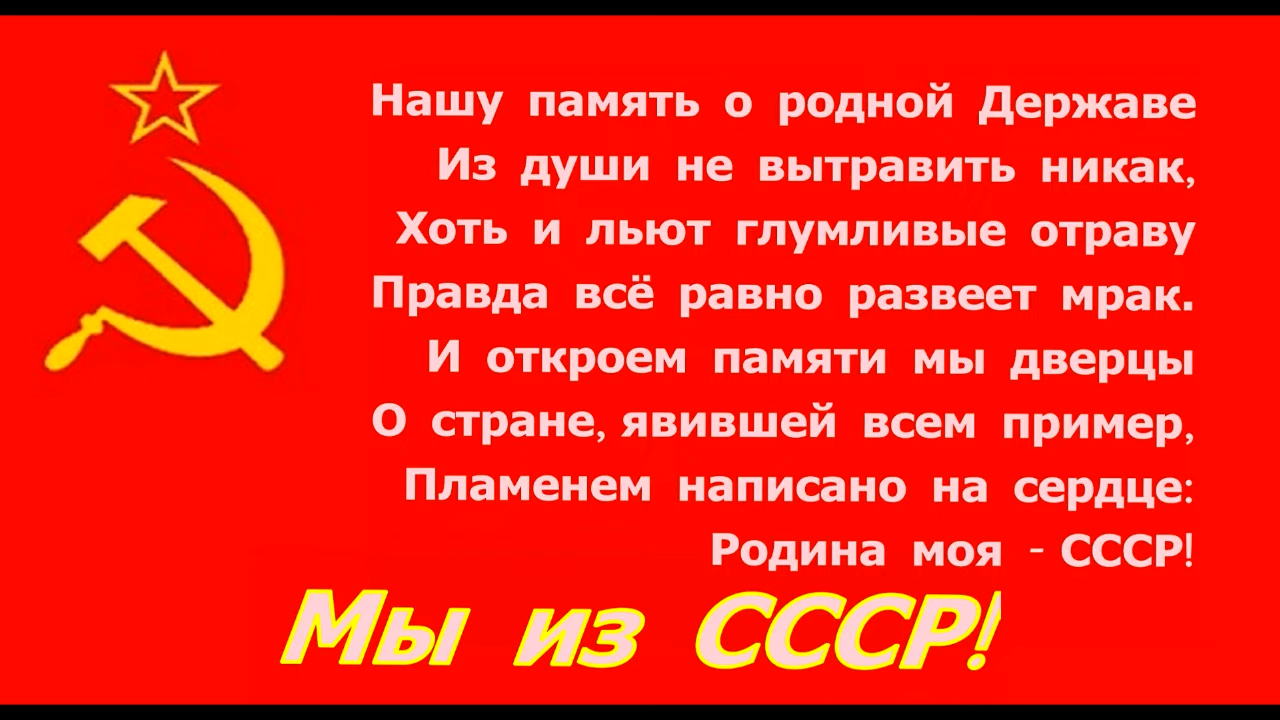 Нашу память о родной Державе
Из души не вытравить никак,
Хоть и льют глумливые отраву
Правда всё равно развеет мрак.
И откроем памяти мы дверцы
О стране, явившей всем пример,
Пламенем написано на сердце:
Родина моя - СССР!
Мы из СССР!